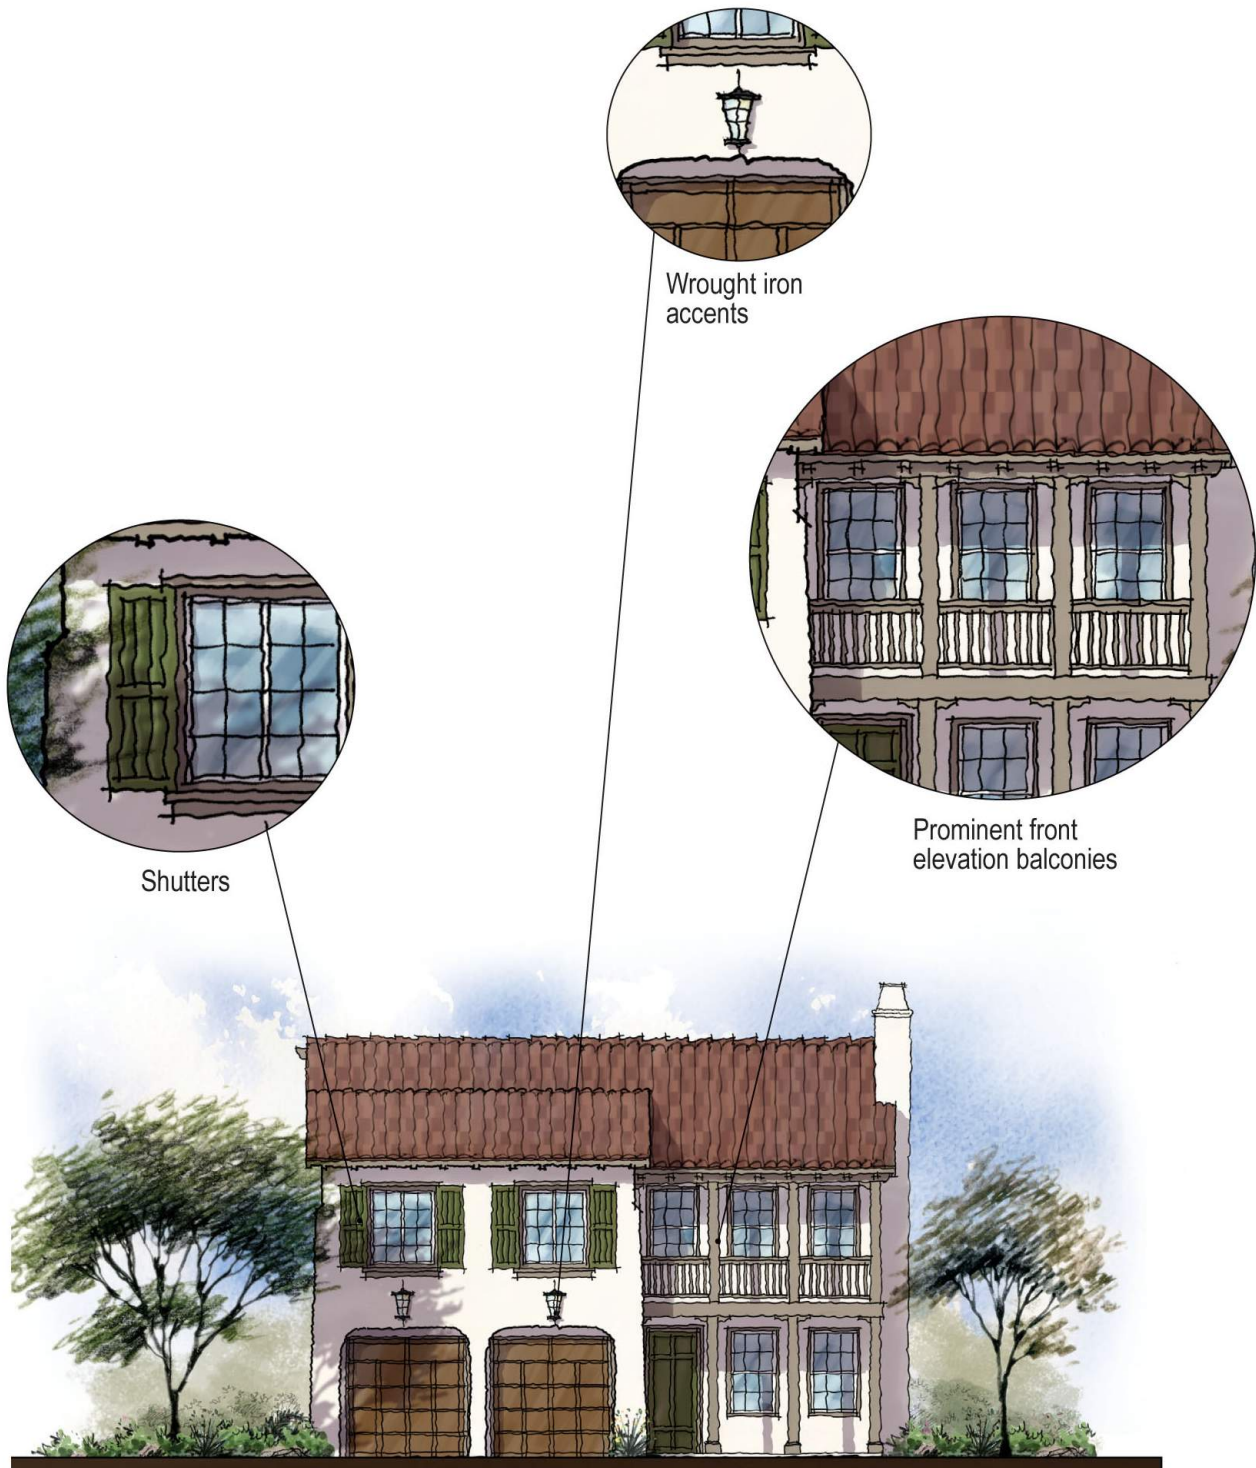 Wrought iron
accents
Prominent front
elevation balconies
Shutters